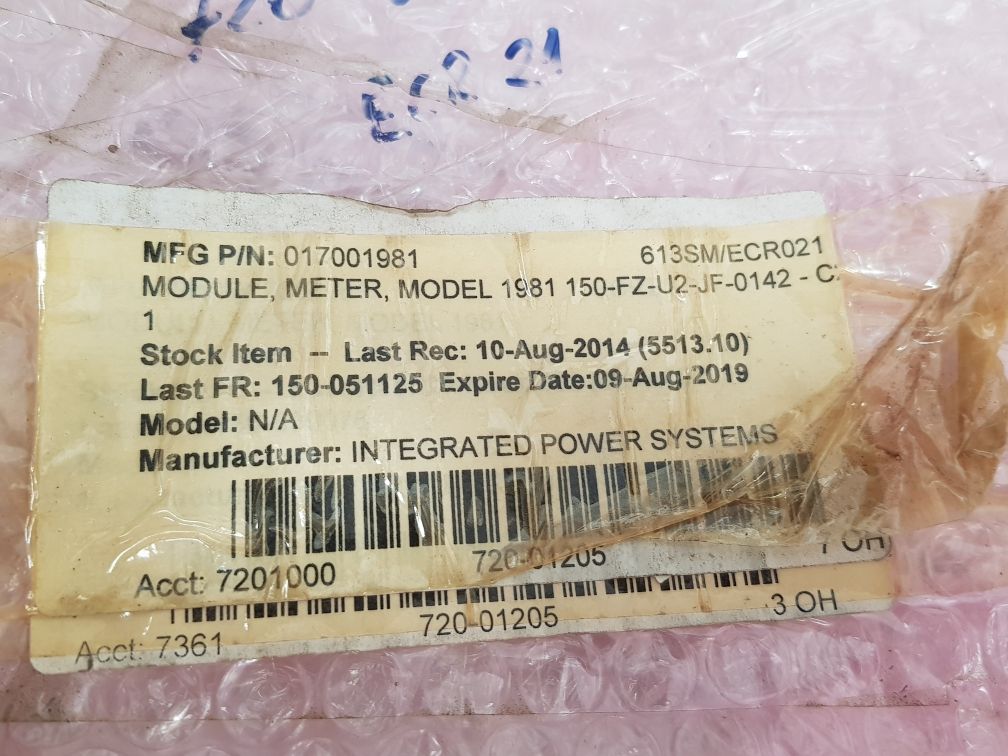 ECR 21
MFG P/N: 017001981 613SM/ECR021
MODULE, METER, MODEL 1981 150-FZ-U2-JF-0142 - C
1
Stock Item -- Last Rec: 10-Aug-2014 (5513.10)
Last FR: 150-051125 Expire Date:09-Aug-2019
Model: N/A
Manufacturer: INTEGRATED POWER SYSTEMS
720-01205 OH
Acct: 7201000
720-01205 3 OH
Acct: 7361